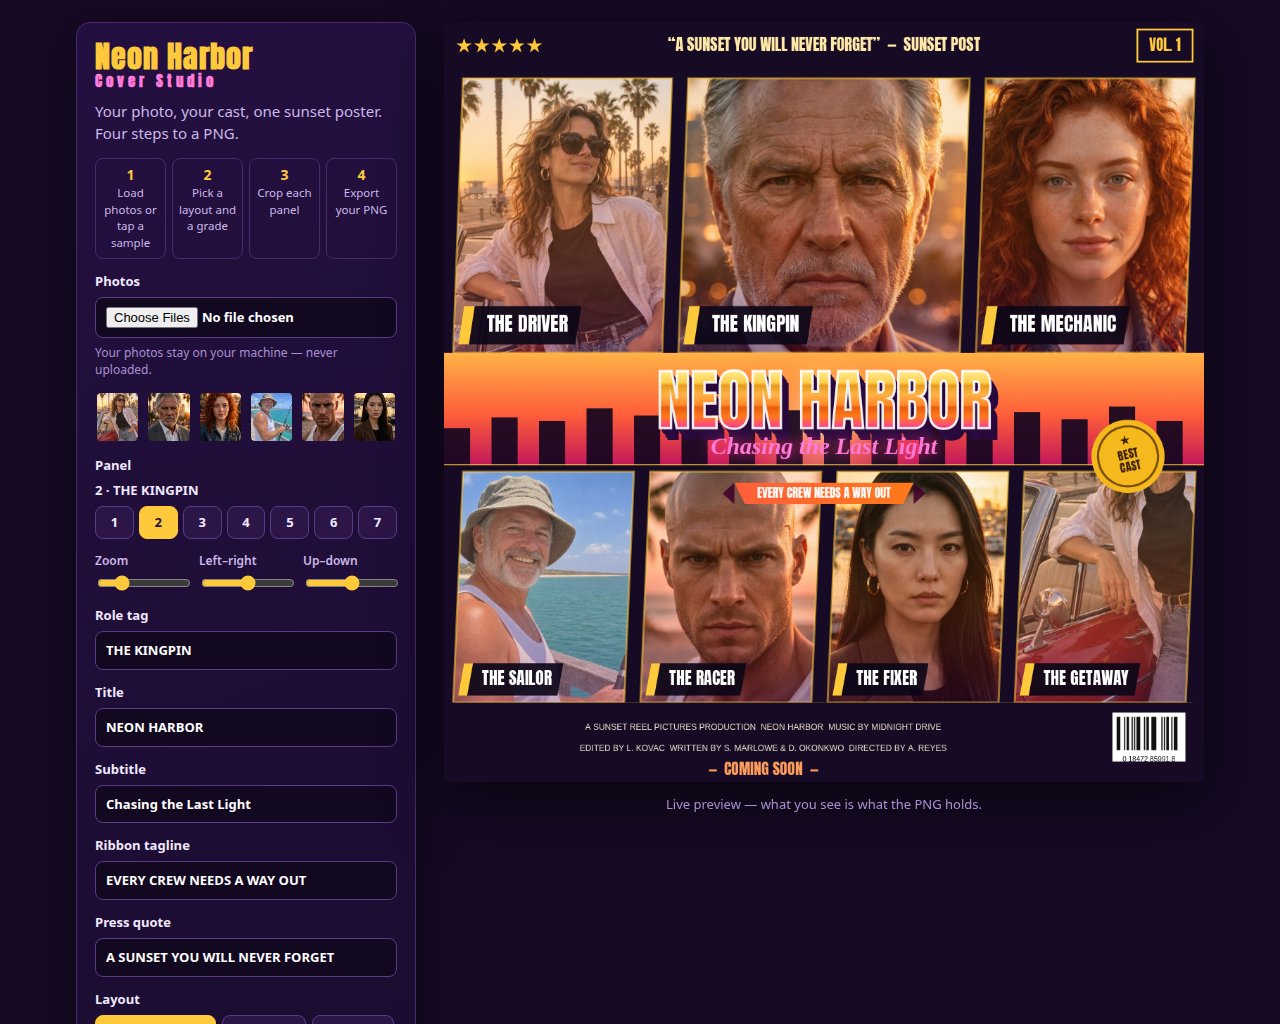 Neon Harbor
Cover Studio
Your photo, your cast, one sunset poster.
Four steps to a PNG.
1
Load
photos or
tap a
sample
2
Pick a
layout and
a grade
3
Crop each
panel
4
Export
your PNG
Photos
Choose Files No file chosen
Your photos stay on your machine — never
uploaded.
Panel
2 · THE KINGPIN
1 2 3 4 5 6 7
Zoom Left–right Up–down
Role tag
THE KINGPIN
Title
NEON HARBOR
Subtitle
Chasing the Last Light
Ribbon tagline
EVERY CREW NEEDS A WAY OUT
Press quote
A SUNSET YOU WILL NEVER FORGET
Layout
★★★★★ “A SUNSET YOU WILL NEVER FORGET” — SUNSET POST VOL. 1
THE DRIVER THE KINGPIN THE MECHANIC
NEON HARBOR
Chasing the Last Light
★
BEST
CAST
EVERY CREW NEEDS A WAY OUT
THE SAILOR THE RACER THE FIXER THE GETAWAY
A SUNSET REEL PICTURES PRODUCTION NEON HARBOR MUSIC BY MIDNIGHT DRIVE
EDITED BY L. KOVAC WRITTEN BY S. MARLOWE & D. OKONKWO DIRECTED BY A. REYES
— COMING SOON —
0 18472 85991 8
Live preview — what you see is what the PNG holds.